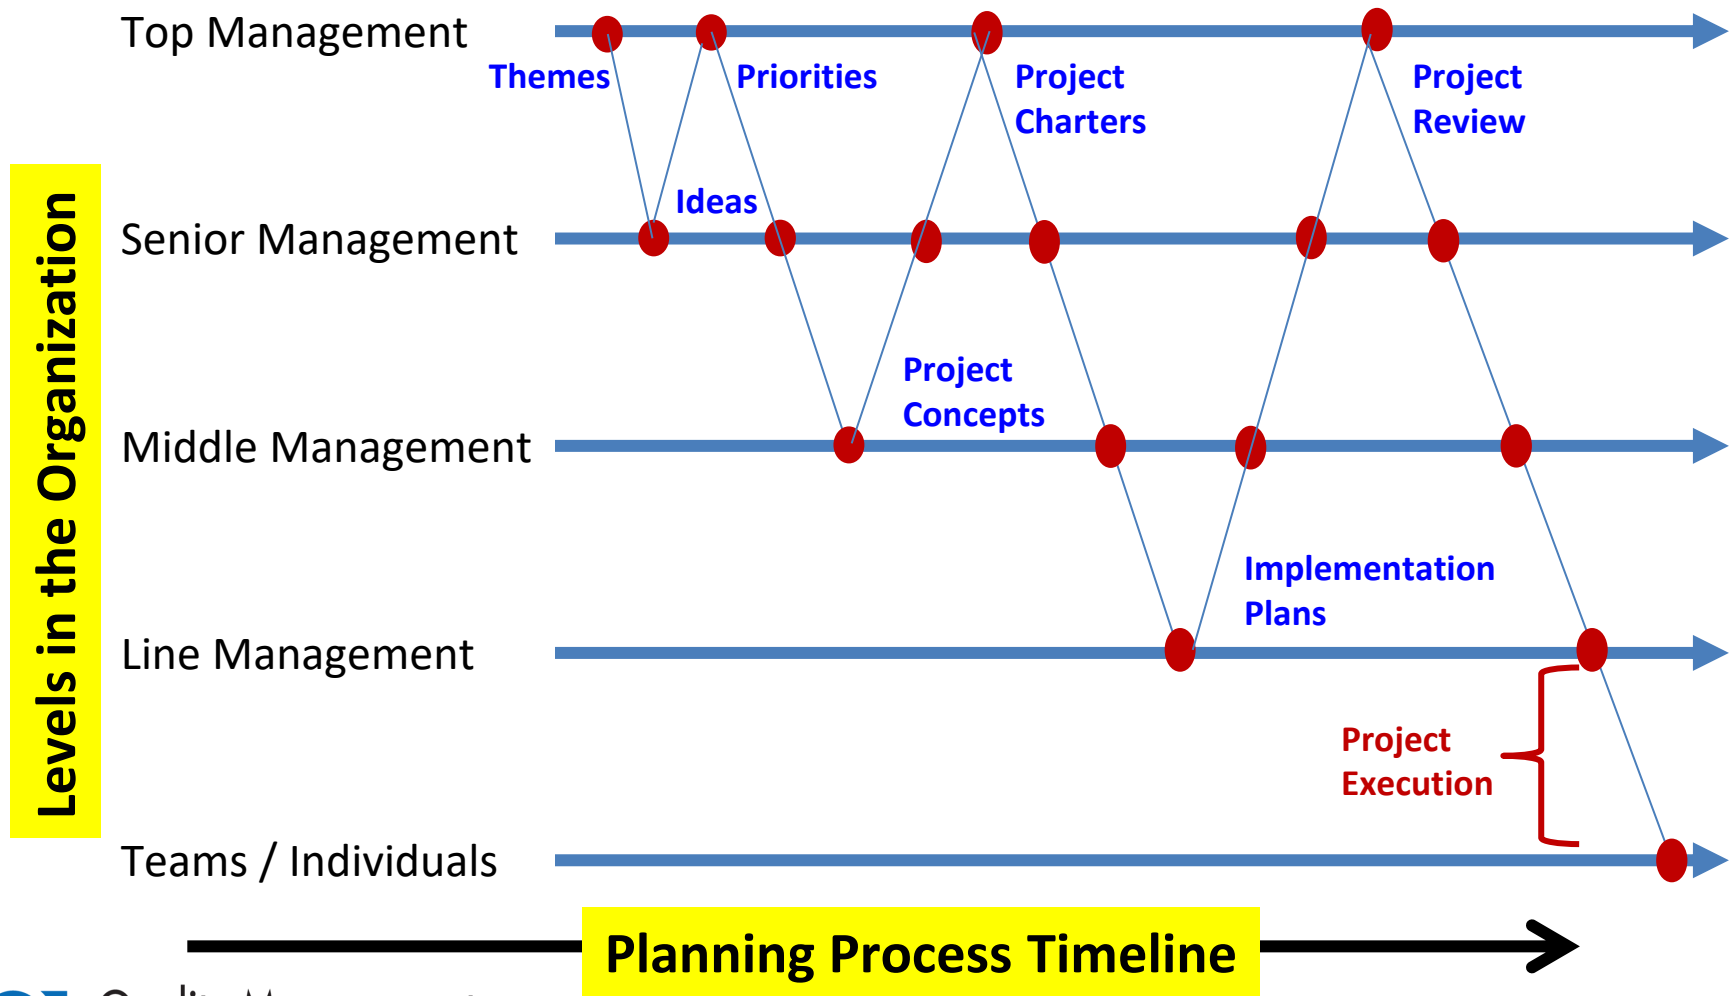 Top Management
Themes
Priorities
Project
Charters
Project
Review
Levels in the Organization
Ideas
Senior Management
Project
Concepts
Middle Management
Implementation
Plans
Line Management
Project
Execution
Teams / Individuals
Planning Process Timeline